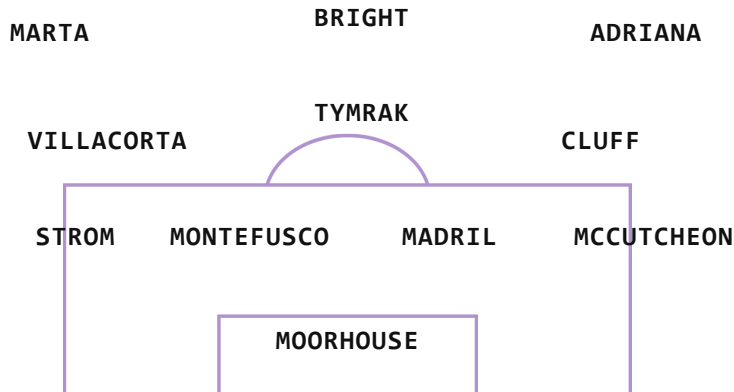 MARTA BRIGHT ADRIANA
TYMRAK
VILLACORTA CLUFF
STROM MONTEFUSCO MADRIL MCCUTCHEON
MOORHOUSE